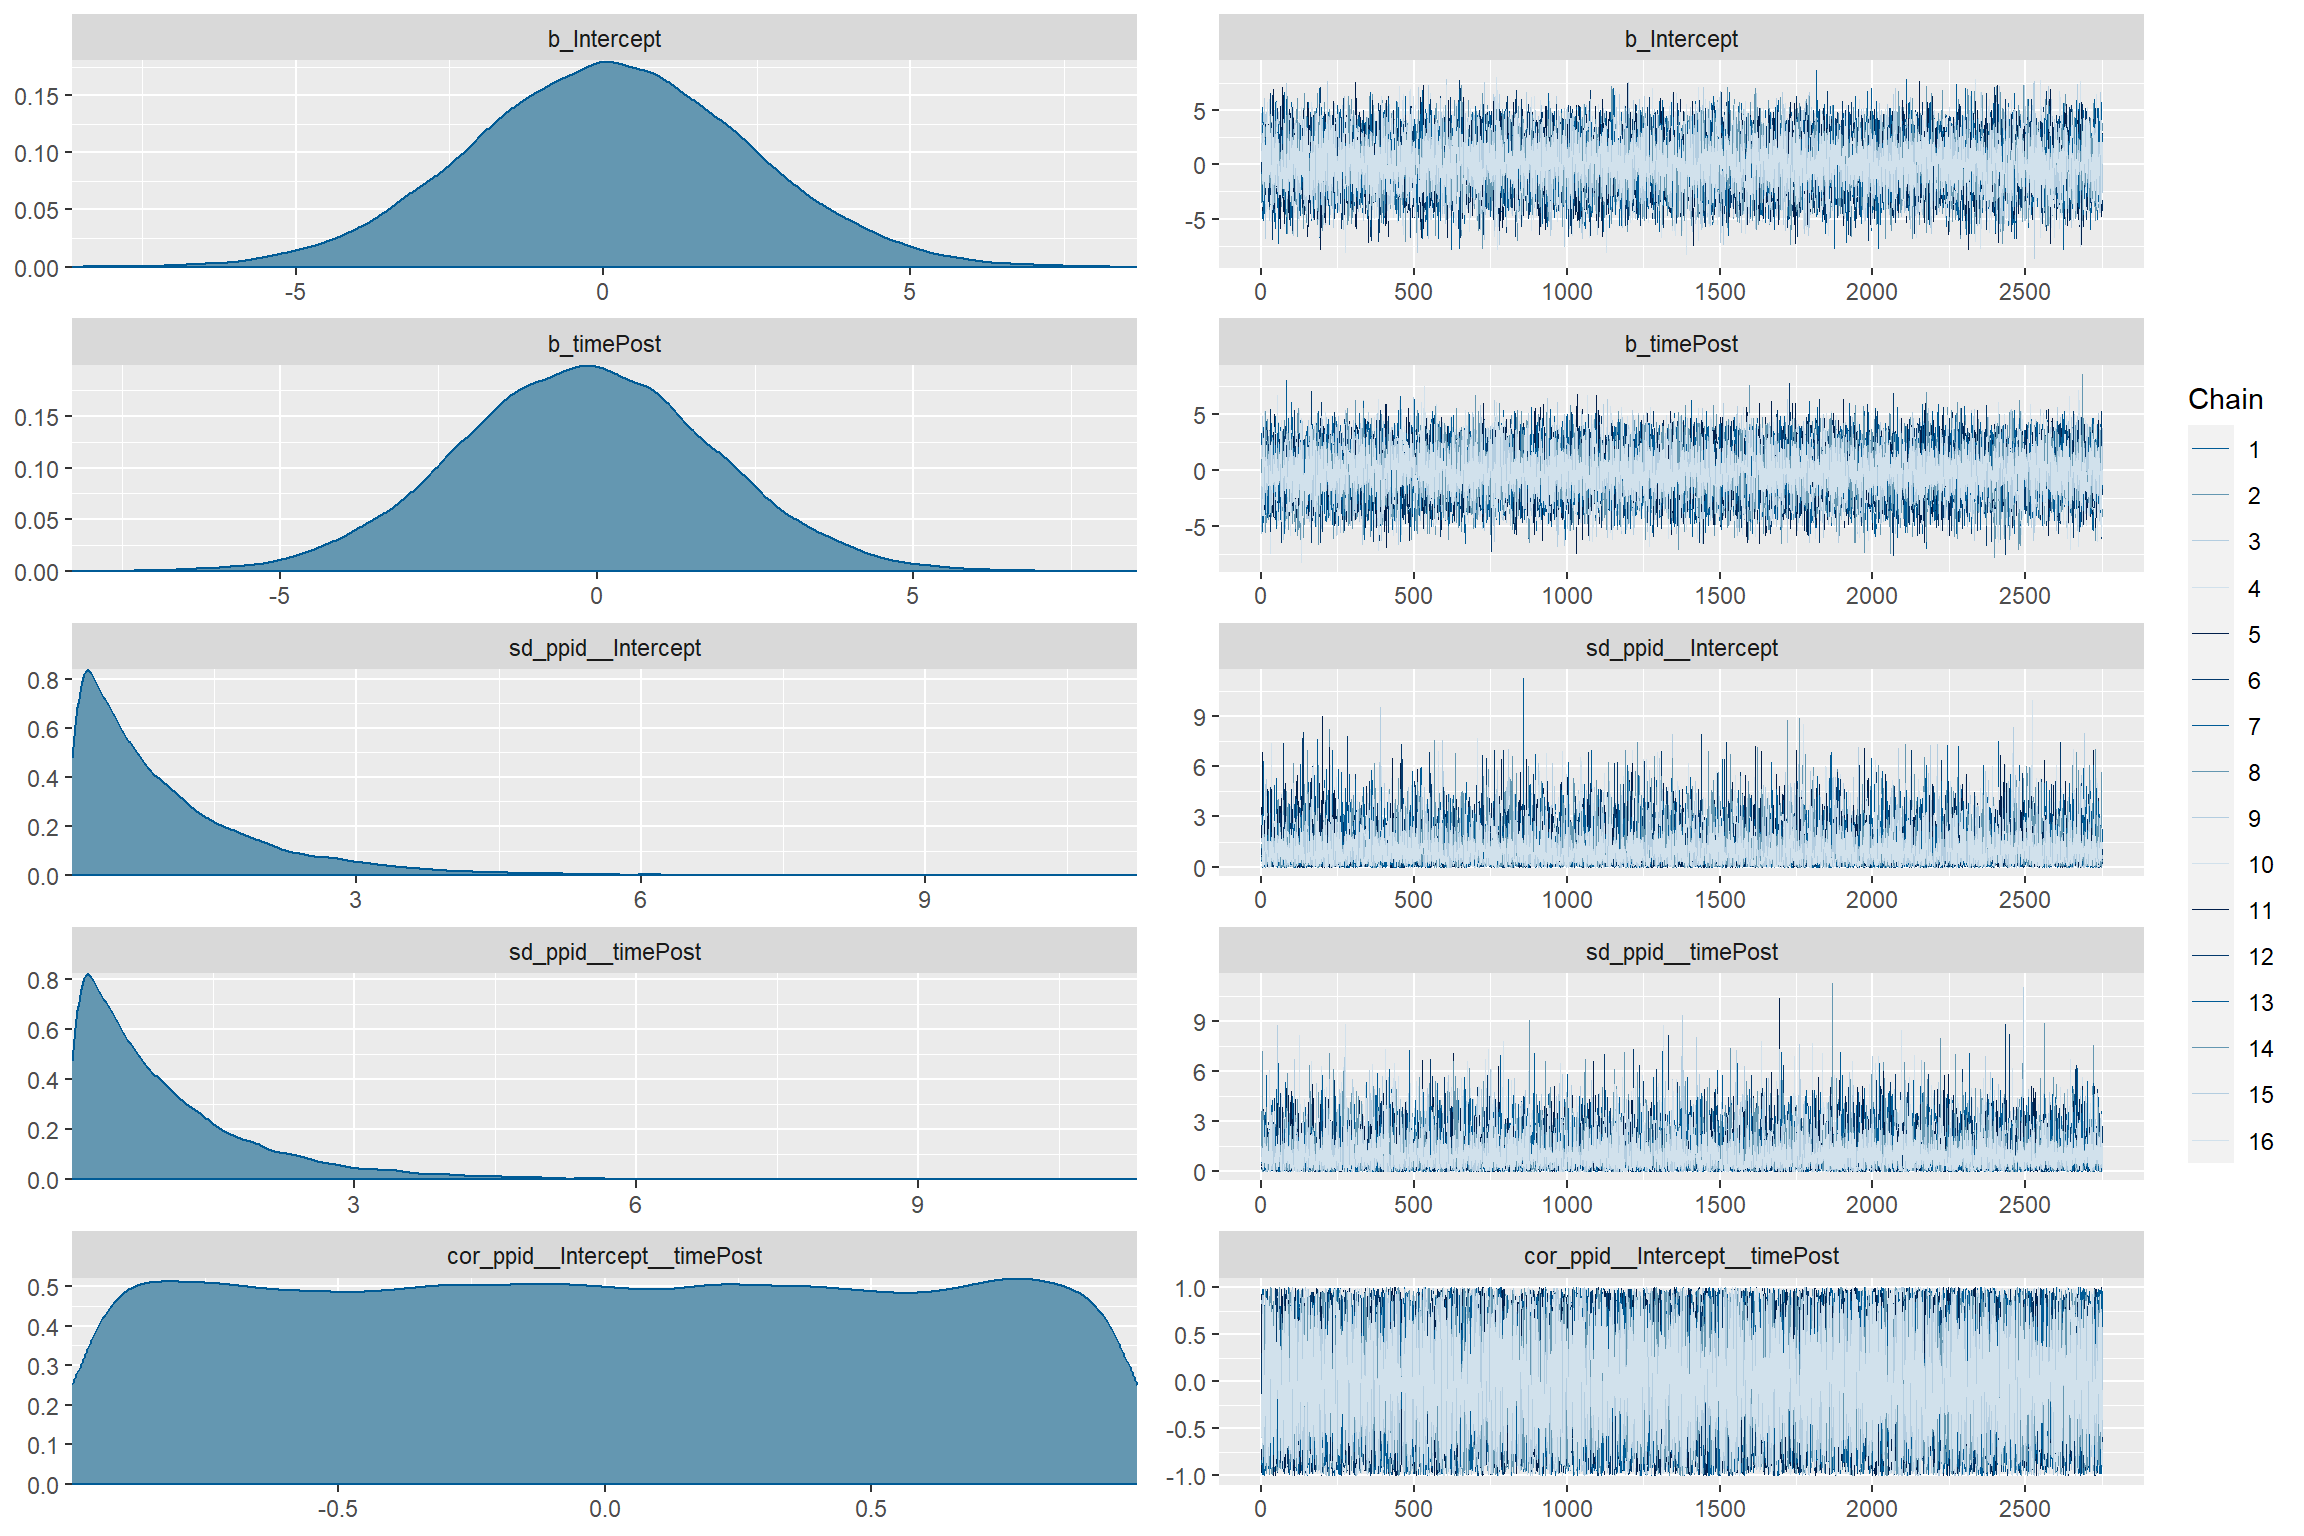 b_Intercept
0.15
0.10
0.05
0.00
-5 0 5
b_Intercept
5
0
-5
0 500 1000 1500 2000 2500
b_timePost
0.15
0.10
0.05
0.00
-5 0 5
b_timePost
5
0
-5
0 500 1000 1500 2000 2500
sd_ppid__Intercept
0.8
0.6
0.4
0.2
0.0
3 6 9
sd_ppid__Intercept
9
6
3
0
0 500 1000 1500 2000 2500
sd_ppid__timePost
0.8
0.6
0.4
0.2
0.0
3 6 9
sd_ppid__timePost
9
6
3
0
0 500 1000 1500 2000 2500
cor_ppid__Intercept__timePost
0.5
0.4
0.3
0.2
0.1
0.0
-0.5 0.0 0.5
cor_ppid__Intercept__timePost
1.0
0.5
0.0
-0.5
-1.0
0 500 1000 1500 2000 2500
Chain
1
2
3
4
5
6
7
8
9
10
11
12
13
14
15
16